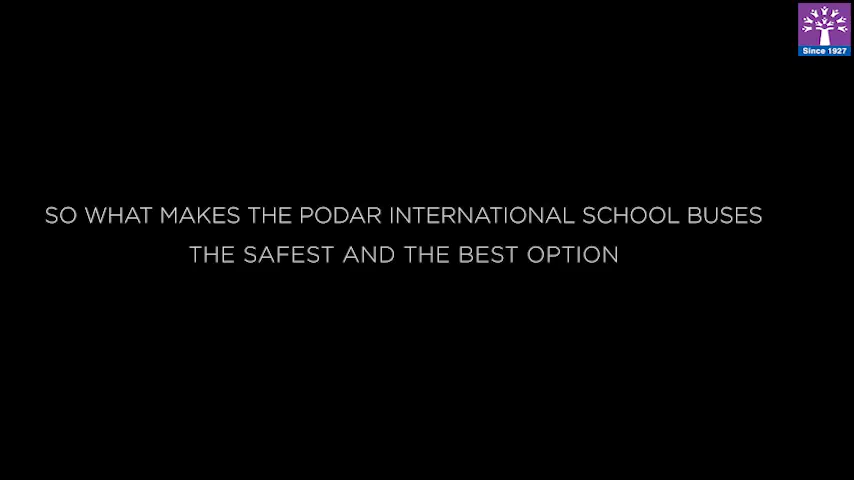 Since 1927
SO WHAT MAKES THE PODAR INTERNATIONAL SCHOOL BUSES
THE SAFEST AND THE BEST OPTION